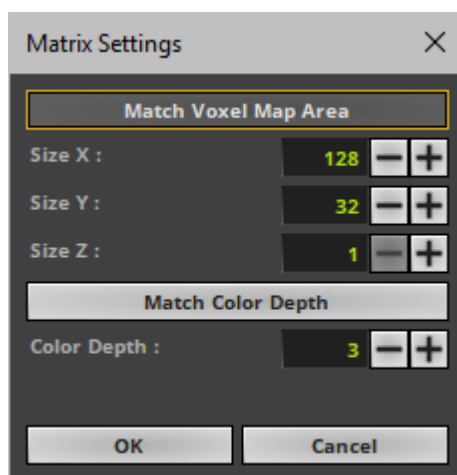 Matrix Settings
Match Voxel Map Area
Size X : 128
Size Y : 32
Size Z : 1
Match Color Depth
Color Depth : 3
OK Cancel